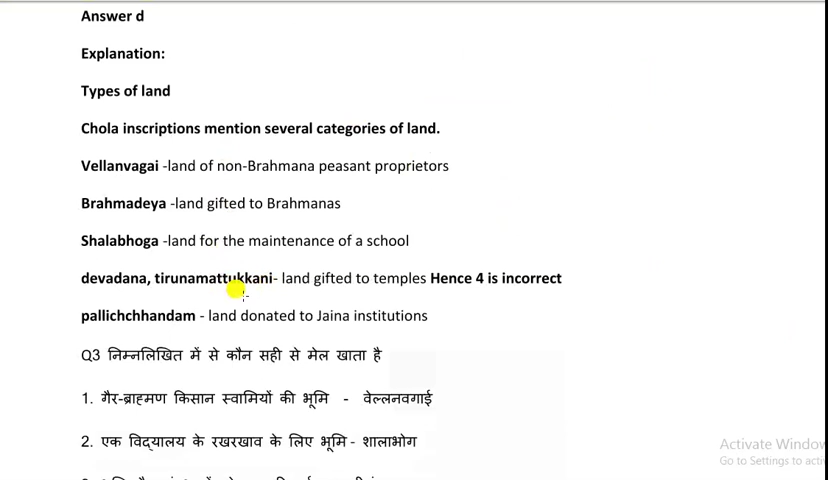 Answer d
Explanation:
Types of land
Chola inscriptions mention several categories of land.
Vellanvagai -land of non-Brahmana peasant proprietors
Brahmadeya -land gifted to Brahmanas
Shalabhoga -land for the maintenance of a school
devadana, tirunamattukkani- land gifted to temples Hence 4 is incorrect
pallichchhandam - land donated to Jaina institutions
Q3 निम्नलिखित में से कौन सही से मेल खाता है
1. गैर-ब्राह्मण किसान स्वामियों की भूमि - वेल्लनवगाई
2. एक विद्यालय के रखरखाव के लिए भूमि - शालाभोग
Activate Window
Go to Settings to acti